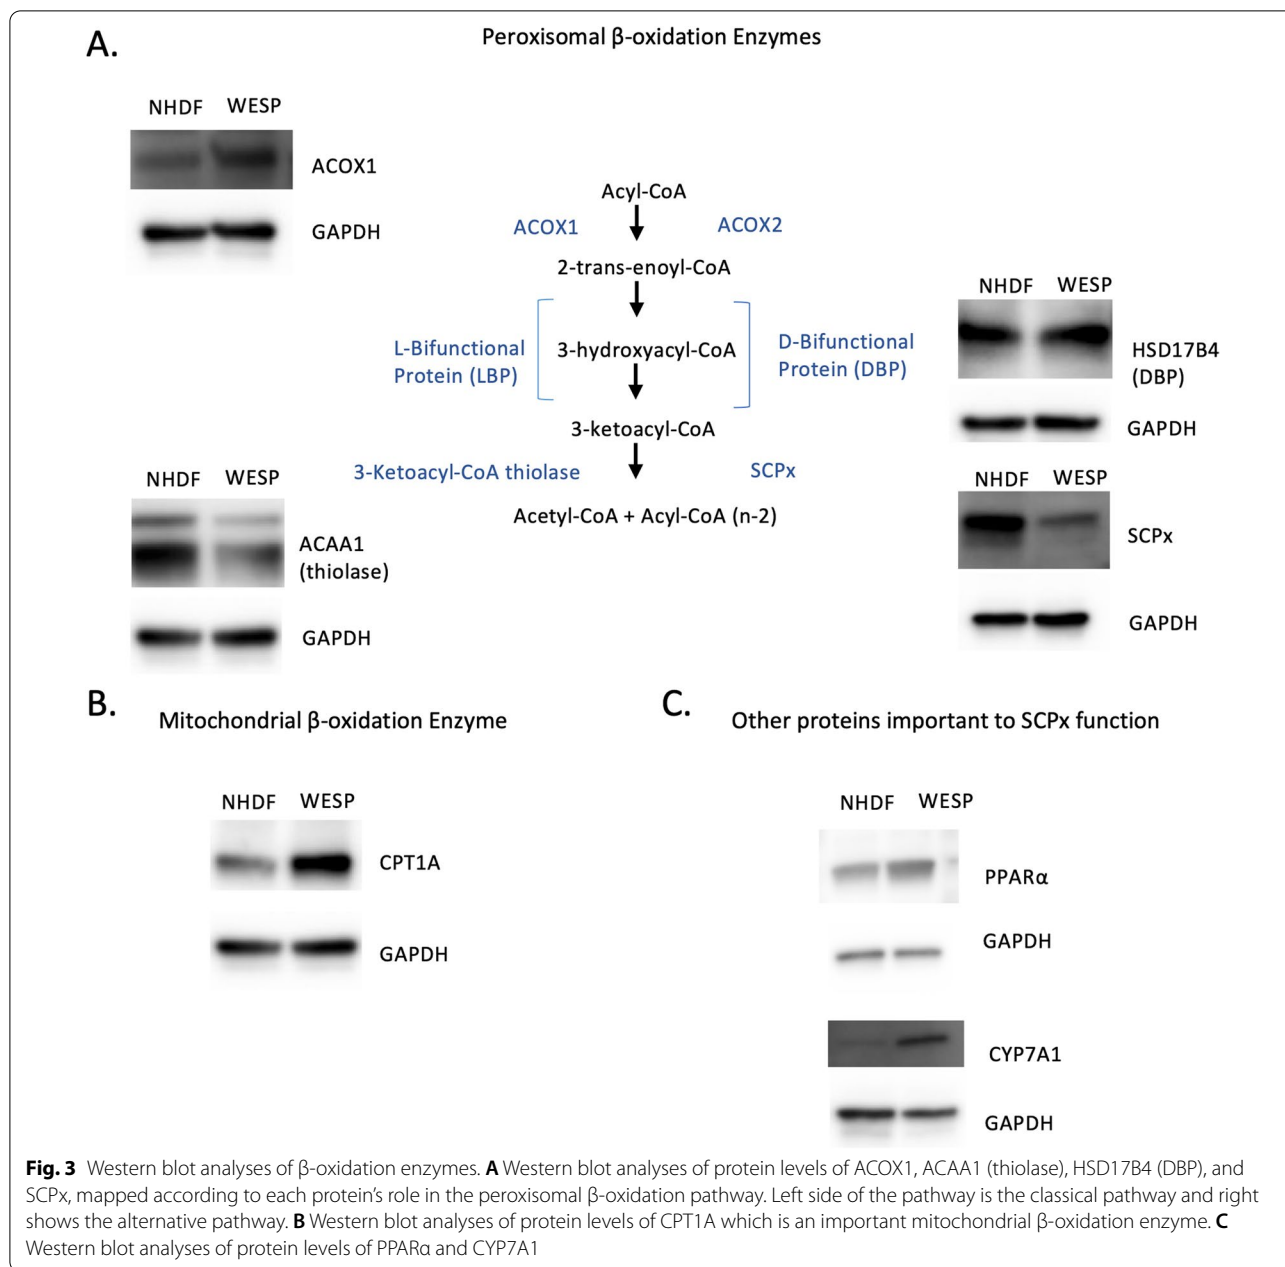 A.
Peroxisomal β-oxidation Enzymes
NHDF WESP
ACOX1
GAPDH
Acyl-CoA
ACOX1 ACOX2
2-trans-enoyl-CoA
L-Bifunctional
Protein (LBP)
3-hydroxyacyl-CoA
D-Bifunctional
Protein (DBP)
3-ketoacyl-CoA
3-Ketoacyl-CoA thiolase SCPx
Acetyl-CoA + Acyl-CoA (n-2)
NHDF WESP
HSD17B4
(DBP)
GAPDH
NHDF WESP
ACAA1
(thiolase)
GAPDH
NHDF WESP
SCPx
GAPDH
B.
Mitochondrial β-oxidation Enzyme
NHDF WESP
CPT1A
GAPDH
C.
Other proteins important to SCPx function
NHDF WESP
PPARα
GAPDH
CYP7A1
GAPDH
Fig. 3 Western blot analyses of β-oxidation enzymes. A Western blot analyses of protein levels of ACOX1, ACAA1 (thiolase), HSD17B4 (DBP), and
SCPx, mapped according to each protein's role in the peroxisomal β-oxidation pathway. Left side of the pathway is the classical pathway and right
shows the alternative pathway. B Western blot analyses of protein levels of CPT1A which is an important mitochondrial β-oxidation enzyme. C
Western blot analyses of protein levels of PPARα and CYP7A1